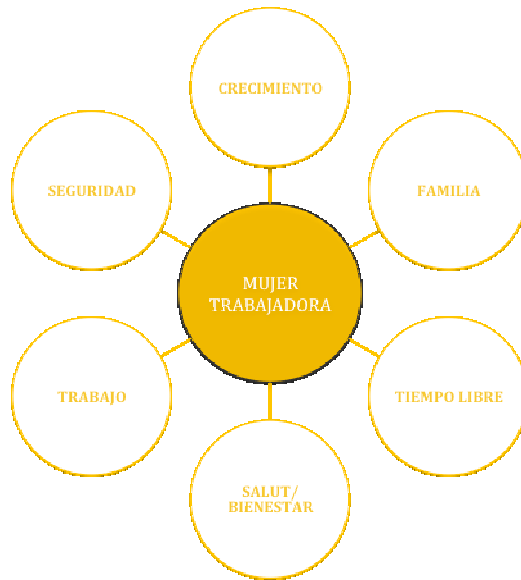 CRECIMIENTO
SEGURIDAD
FAMILIA
MUJER
TRABAJADORA
TRABAJO
TIEMPO LIBRE
SALUT/
BIENESTAR